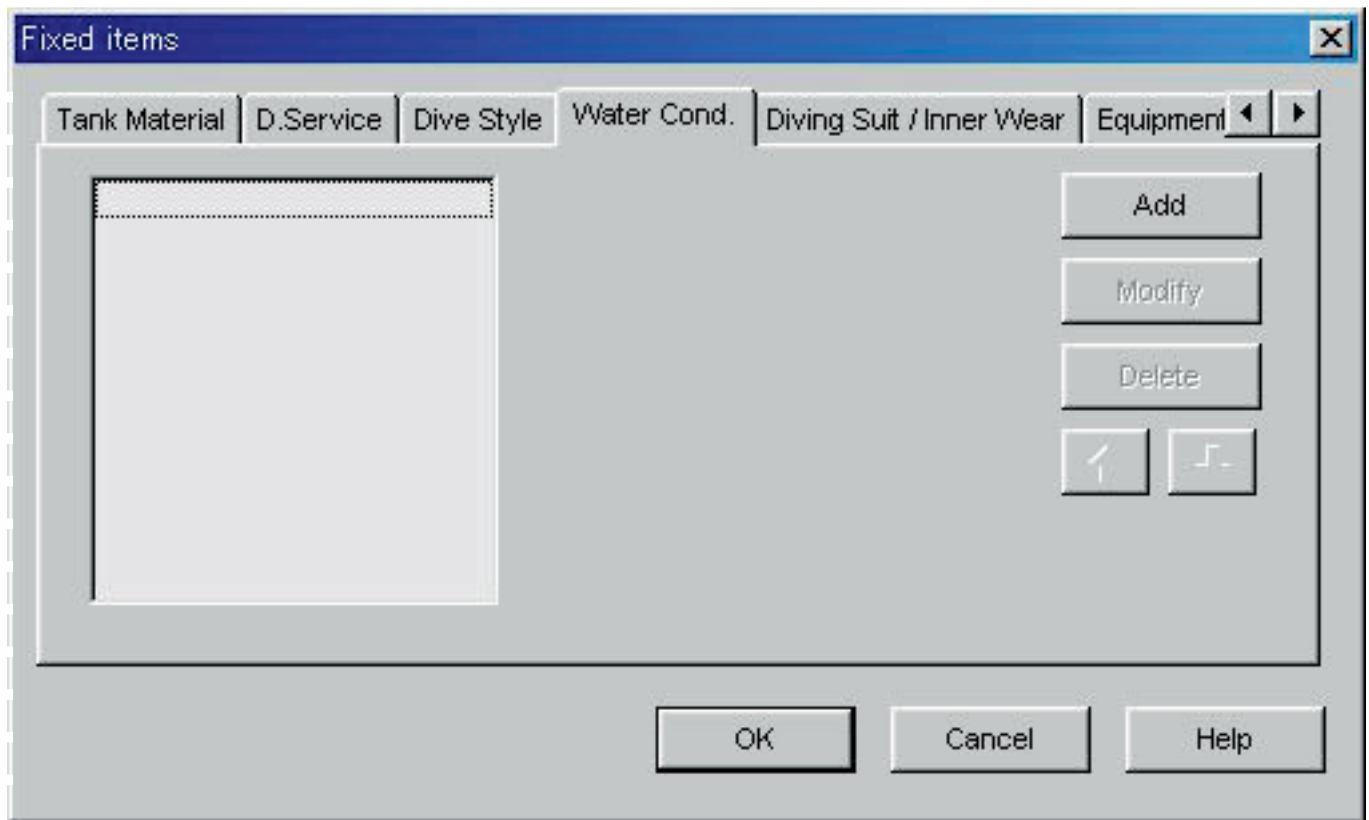 Fixed items
Tank Material D.Service Dive Style Water Cond. Diving Suit / Inner Wear Equipment
Add
Modify
Delete
OK Cancel Help